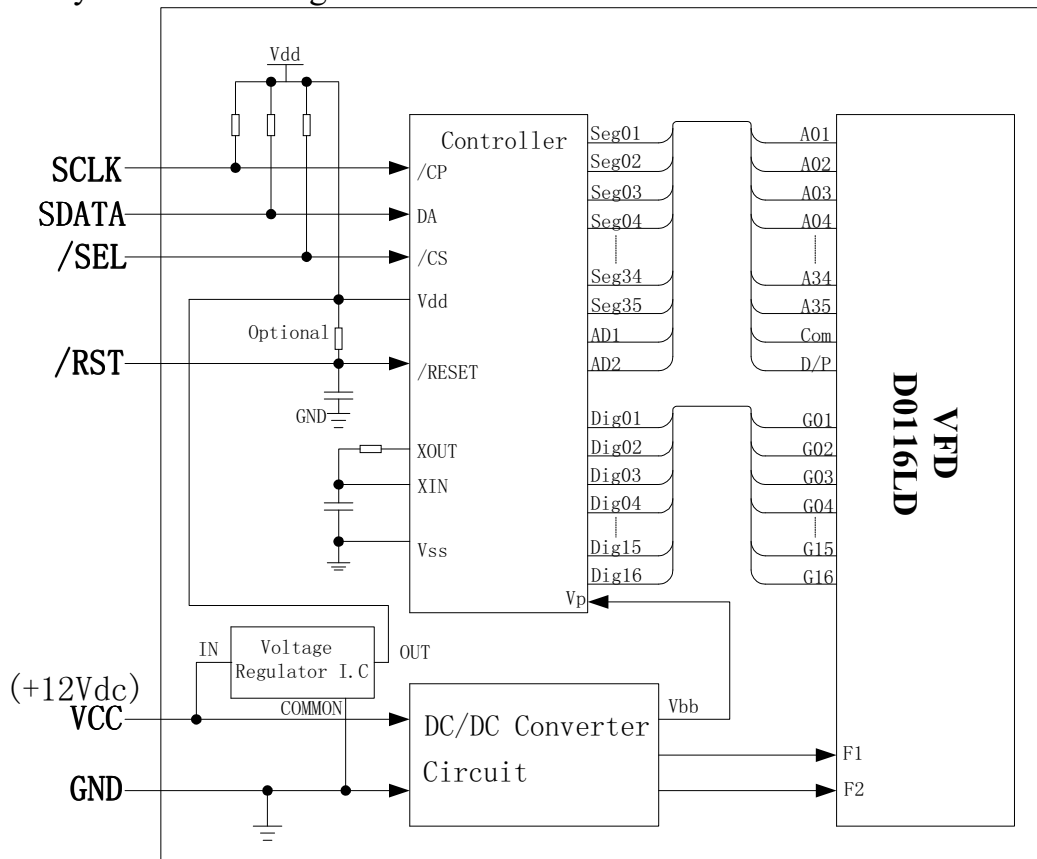 Vdd
Controller
SCLK
/CP
SDATA
DA
/SEL
/CS
Vdd
Optional
/RST
/RESET
GND
XOUT
XIN
Vss
Seg01
Seg02
Seg03
Seg04
Seg34
Seg35
AD1
AD2
Dig01
Dig02
Dig03
Dig04
Dig15
Dig16
Vp
A01
A02
A03
A04
A34
A35
Com
D/P
G01
G02
G03
G04
G15
G16
VFD
D0116LD
IN
Voltage
Regulator I.C
OUT
COMMON
(+12Vdc)
VCC
GND
DC/DC Converter
Circuit
Vbb
F1
F2